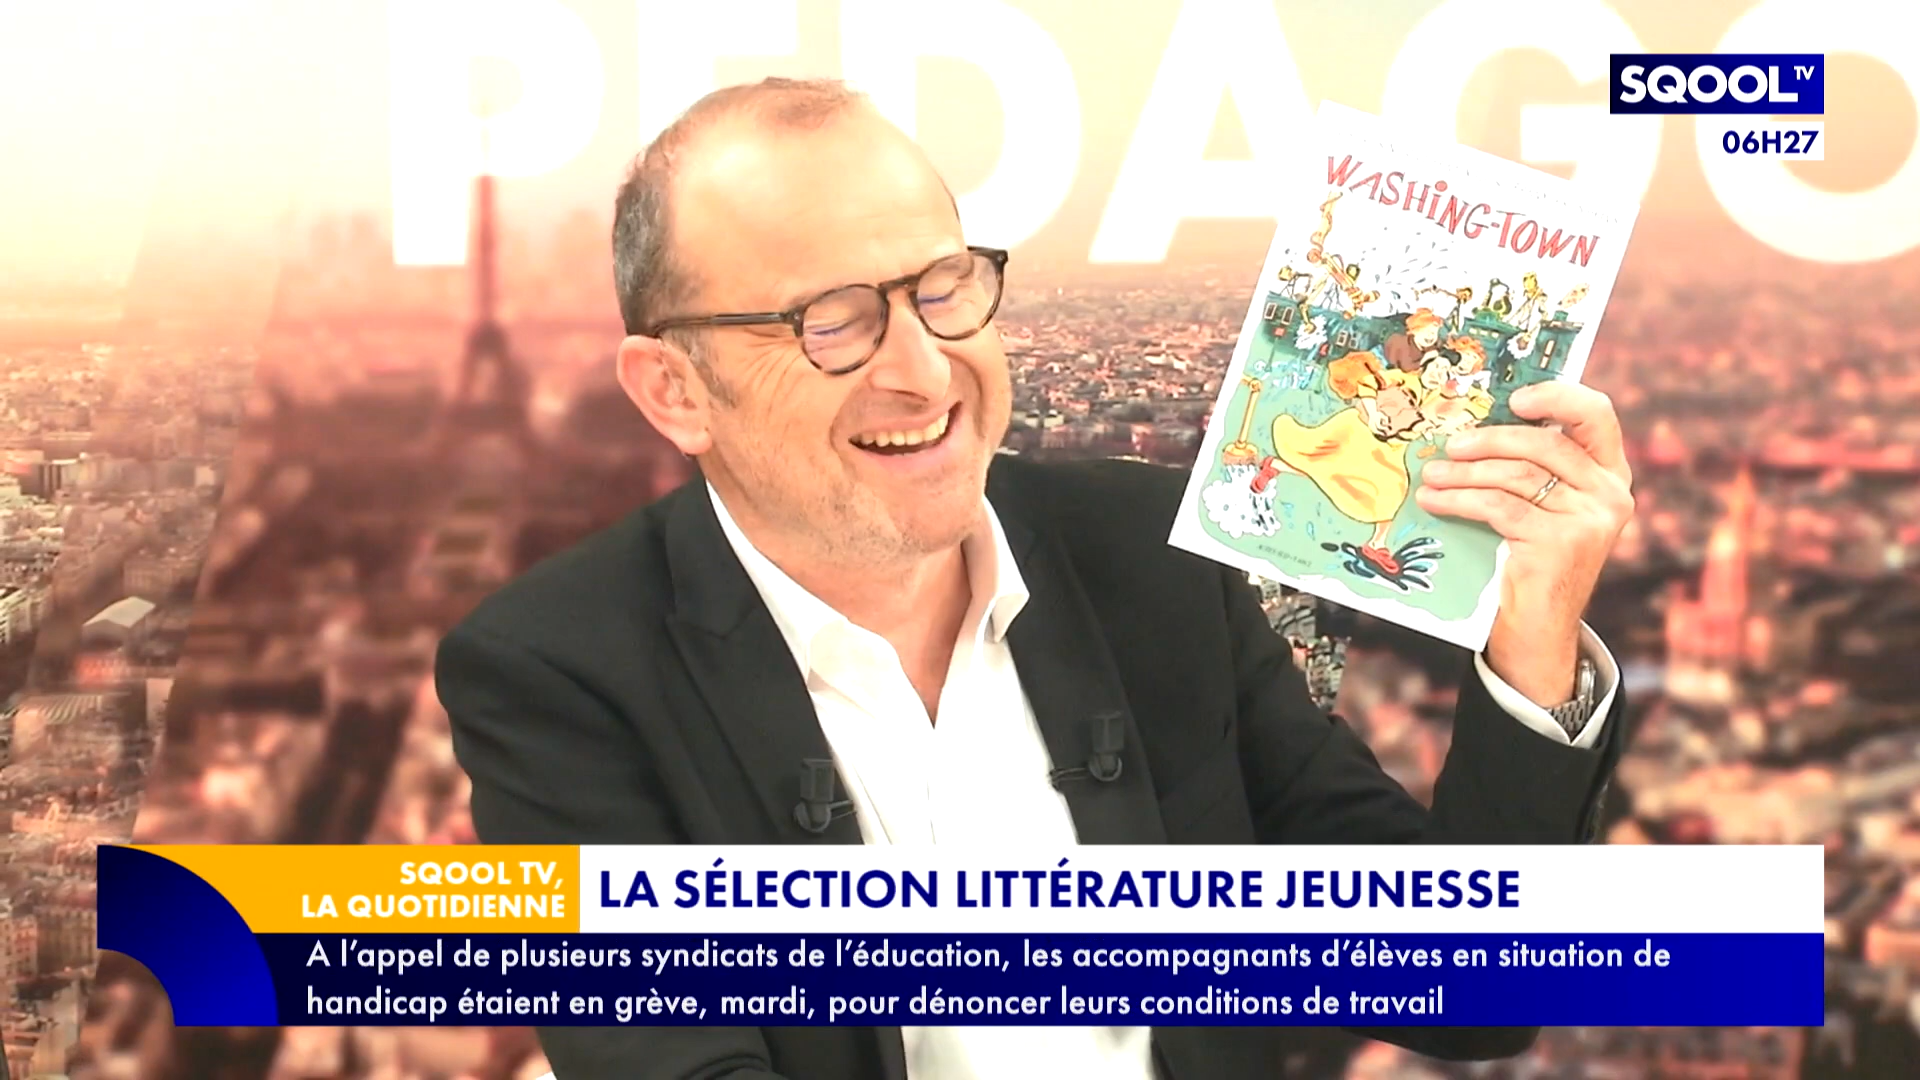 PEDAGO
SQOOL TV
06H27
WASHING-TOWN
SQOOL TV,
LA QUOTIDIENNE
LA SÉLECTION LITTÉRATURE JEUNESSE
A l'appel de plusieurs syndicats de l'éducation, les accompagnants d'élèves en situation de
handicap étaient en grève, mardi, pour dénoncer leurs conditions de travail